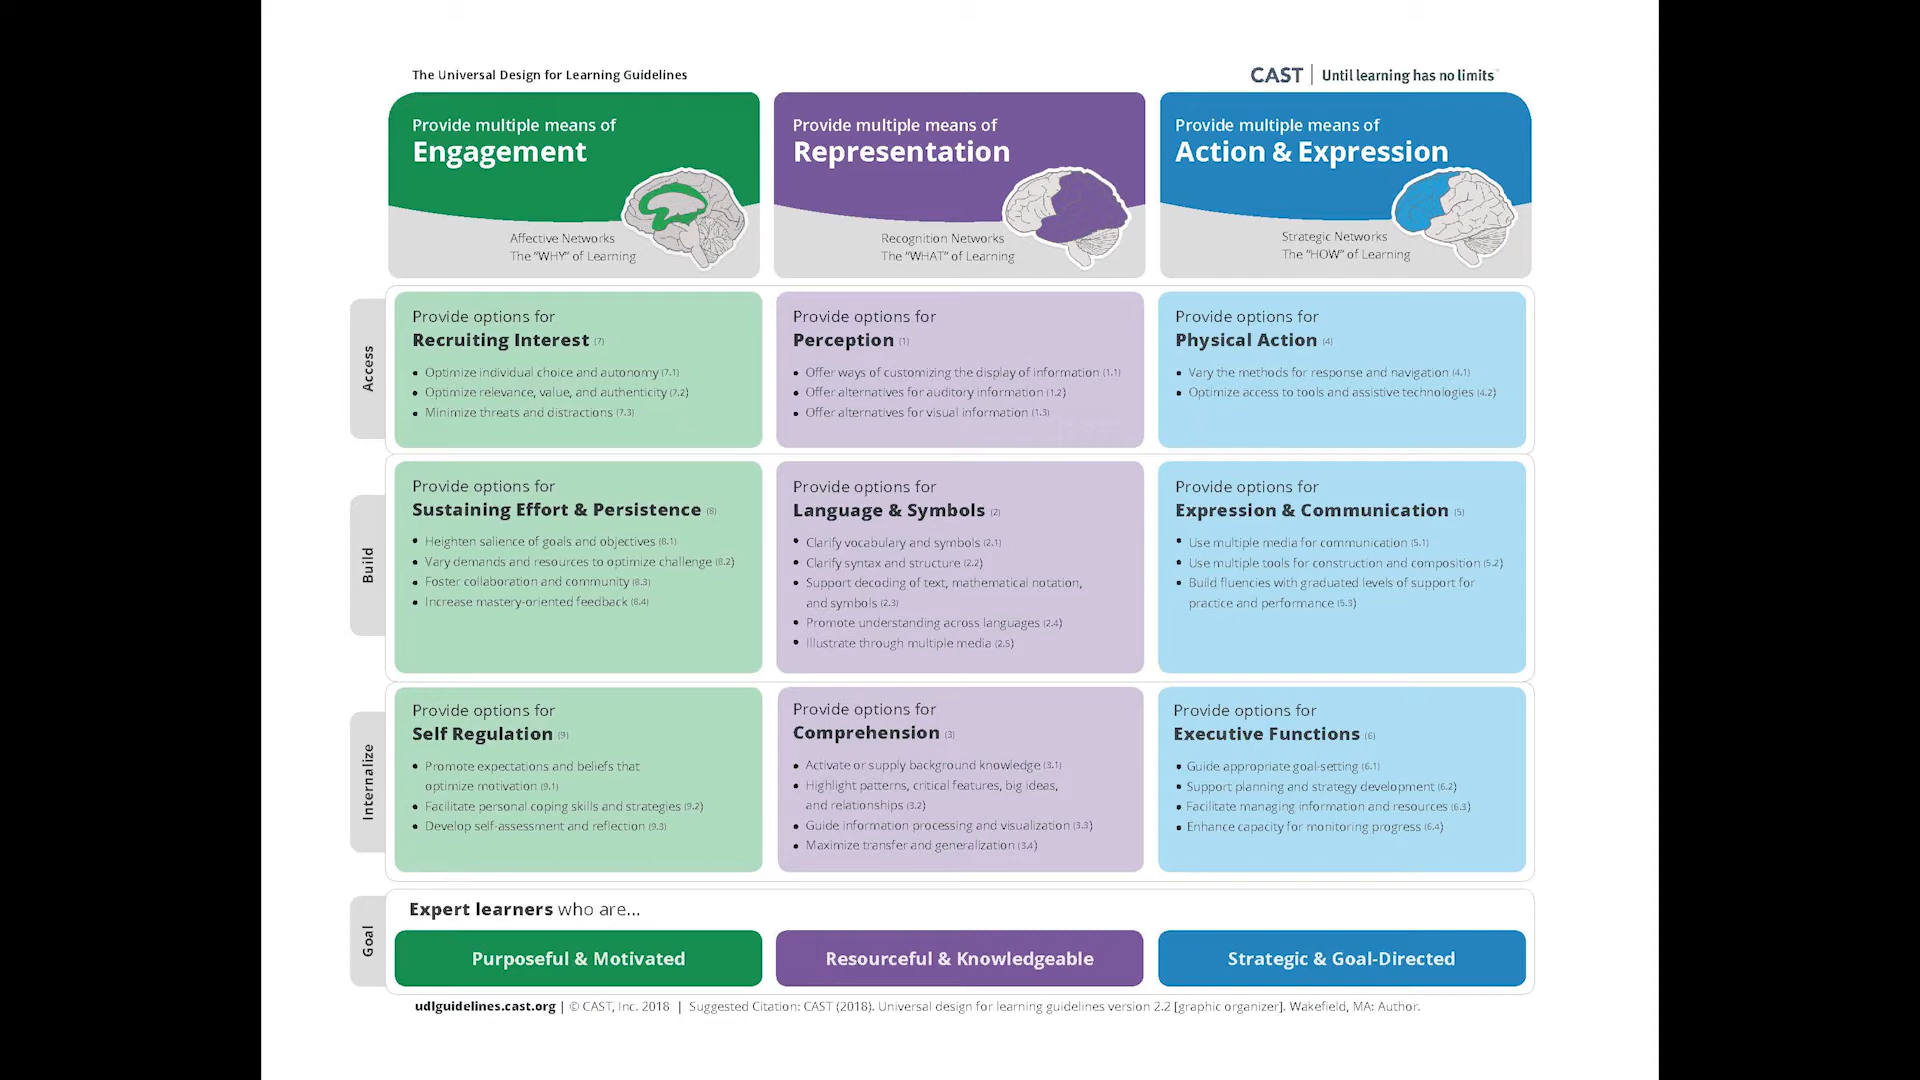 The Universal Design for Learning Guidelines
CAST | Until learning has no limits
Provide multiple means of
Engagement
Affective Networks
The "WHY" of Learning
Provide multiple means of
Representation
Recognition Networks
The "WHAT" of Learning
Provide multiple means of
Action & Expression
Strategic Networks
The "HOW" of Learning
Access
Provide options for
Recruiting Interest (7)
• Optimize individual choice and autonomy (7.1)
• Optimize relevance, value, and authenticity (7.2)
• Minimize threats and distractions (7.3)
Provide options for
Perception (1)
• Offer ways of customizing the display of information (1.1)
• Offer alternatives for auditory information (1.2)
• Offer alternatives for visual information (1.3)
Provide options for
Physical Action (4)
• Vary the methods for response and navigation (4.1)
• Optimize access to tools and assistive technologies (4.2)
Build
Provide options for
Sustaining Effort & Persistence (8)
• Heighten salience of goals and objectives (8.1)
• Vary demands and resources to optimize challenge (8.2)
• Foster collaboration and community (8.3)
• Increase mastery-oriented feedback (8.4)
Provide options for
Language & Symbols (2)
• Clarify vocabulary and symbols (2.1)
• Clarify syntax and structure (2.2)
• Support decoding of text, mathematical notation,
and symbols (2.3)
• Promote understanding across languages (2.4)
• Illustrate through multiple media (2.5)
Provide options for
Expression & Communication (5)
• Use multiple media for communication (5.1)
• Use multiple tools for construction and composition (5.2)
• Build fluencies with graduated levels of support for
practice and performance (5.3)
Internalize
Provide options for
Self Regulation (9)
• Promote expectations and beliefs that
optimize motivation (9.1)
• Facilitate personal coping skills and strategies (9.2)
• Develop self-assessment and reflection (9.3)
Provide options for
Comprehension (3)
• Activate or supply background knowledge (3.1)
• Highlight patterns, critical features, big ideas,
and relationships (3.2)
• Guide information processing and visualization (3.3)
• Maximize transfer and generalization (3.4)
Provide options for
Executive Functions (6)
• Guide appropriate goal-setting (6.1)
• Support planning and strategy development (6.2)
• Facilitate managing information and resources (6.3)
• Enhance capacity for monitoring progress (6.4)
Goal
Expert learners who are...
Purposeful & Motivated
Resourceful & Knowledgeable
Strategic & Goal-Directed
udlguidelines.cast.org | © CAST, Inc. 2018 | Suggested Citation: CAST (2018). Universal design for learning guidelines version 2.2 [graphic organizer]. Wakefield, MA: Author.